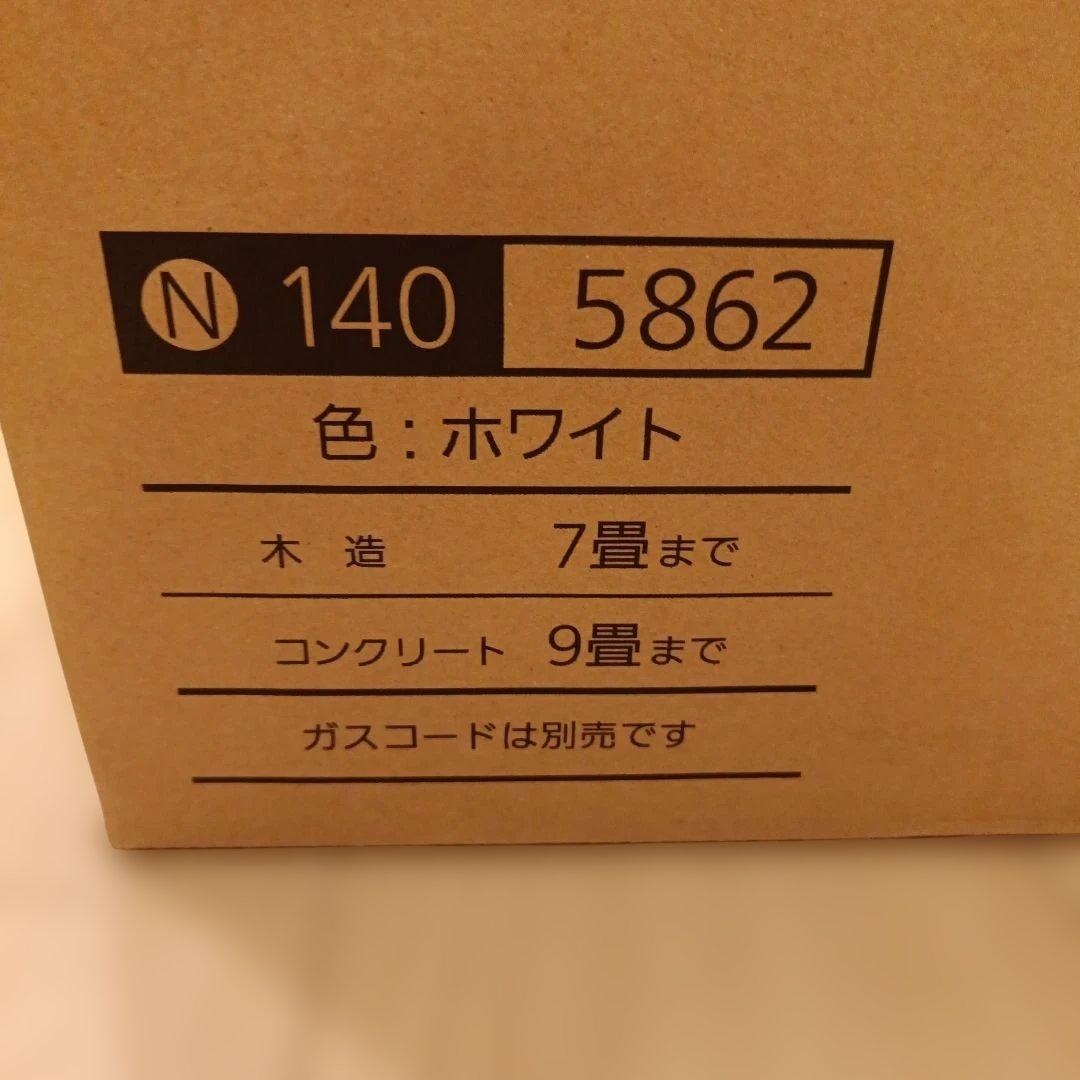 N 140 5862
色：ホワイト
木造 7畳まで
コンクリート 9畳まで
ガスコードは別売です